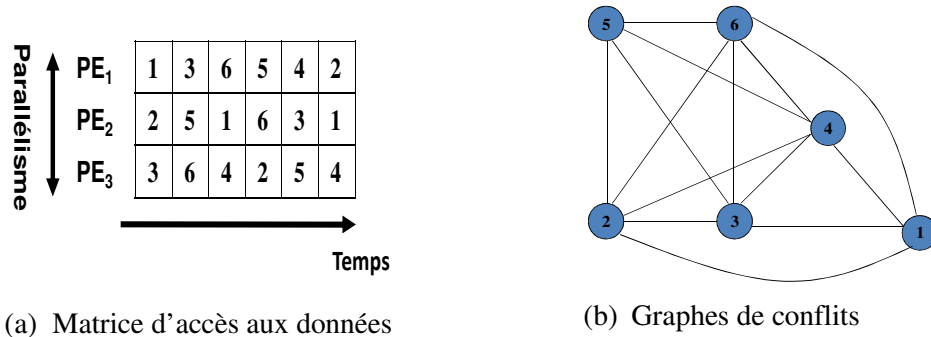 Parallélisme
PE1 1 3 6 5 4 2
PE2 2 5 1 6 3 1
PE3 3 6 4 2 5 4
Temps
(a) Matrice d'accès aux données
5 6
4
2 3 1
(b) Graphes de conflits